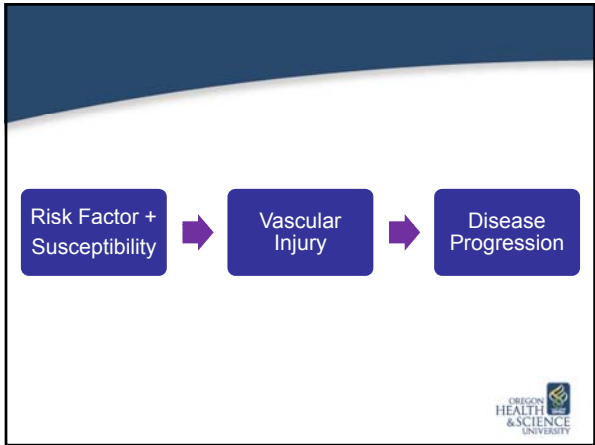 Risk Factor +
Susceptibility
Vascular
Injury
Disease
Progression
OREGON
HEALTH
& SCIENCE
UNIVERSITY